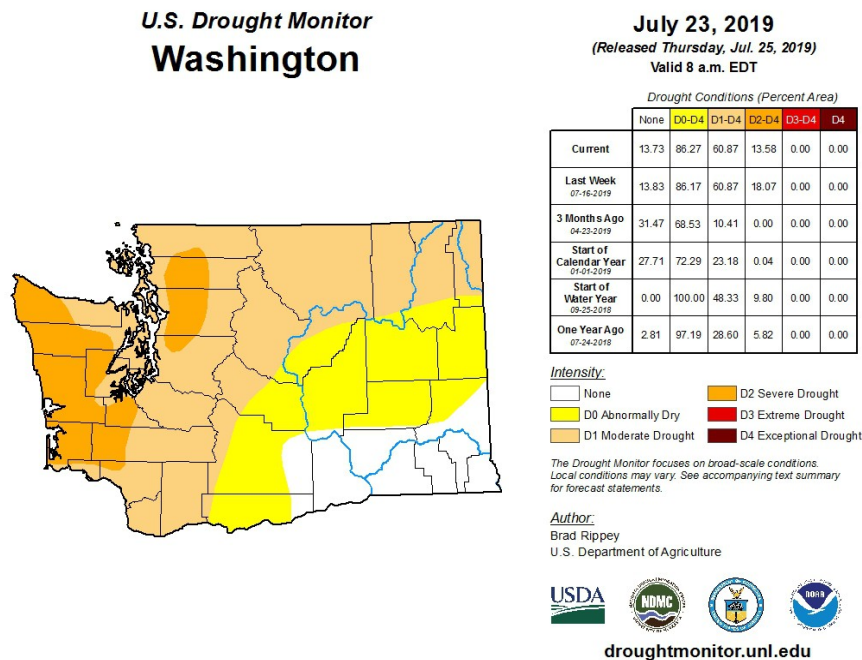 U.S. Drought Monitor
Washington
July 23, 2019
(Released Thursday, Jul. 25, 2019)
Valid 8 a.m. EDT
Drought Conditions (Percent Area)
None D0-D4 D1-D4 D2-D4 D3-D4 D4
Current 13.73 86.27 60.87 13.58 0.00 0.00
Last Week
07-16-2019 13.83 86.17 60.87 18.07 0.00 0.00
3 Months Ago
04-23-2019 31.47 68.53 10.41 0.00 0.00 0.00
Start of
Calendar Year
01-01-2019 27.71 72.29 23.18 0.04 0.00 0.00
Start of
Water Year
09-25-2018 0.00 100.00 48.33 9.80 0.00 0.00
One Year Ago
07-24-2018 2.81 97.19 28.60 5.82 0.00 0.00
Intensity:
None
D0 Abnormally Dry
D1 Moderate Drought
D2 Severe Drought
D3 Extreme Drought
D4 Exceptional Drought
The Drought Monitor focuses on broad-scale conditions.
Local conditions may vary. See accompanying text summary
for forecast statements.
Author:
Brad Rippey
U.S. Department of Agriculture
USDA
NDMC
NOAA
droughtmonitor.unl.edu